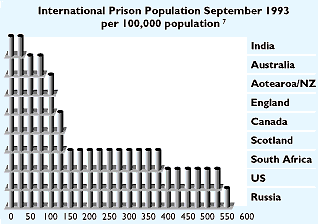 International Prison Population September 1993
per 100,000 population 7
India
Australia
Aotearoa/NZ
England
Canada
Scotland
South Africa
US
Russia
0 50 100 150 200 250 300 350 400 450 500 550 600